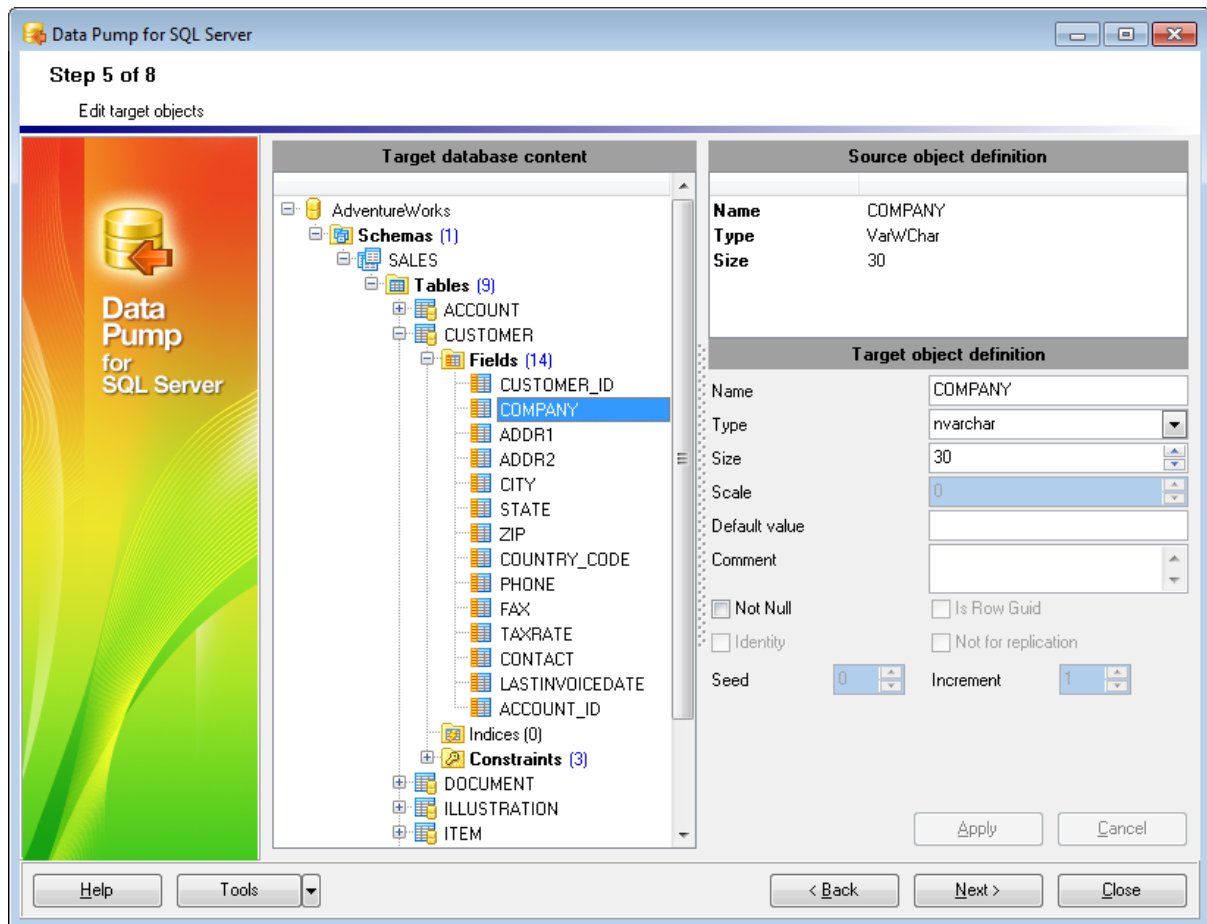 Data Pump for SQL Server
Step 5 of 8
Edit target objects
Data
Pump
for
SQL Server
Target database content
AdventureWorks
Schemas (1)
SALES
Tables (9)
ACCOUNT
CUSTOMER
Fields (14)
CUSTOMER_ID
COMPANY
ADDR1
ADDR2
CITY
STATE
ZIP
COUNTRY_CODE
PHONE
FAX
TAXRATE
CONTACT
LASTINVOICEDATE
ACCOUNT_ID
Indices (0)
Constraints (3)
DOCUMENT
ILLUSTRATION
ITEM
Source object definition
Name COMPANY
Type VarWChar
Size 30
Target object definition
Name COMPANY
Type nvarchar
Size 30
Scale 0
Default value
Comment
Not Null Is Row Guid
Identity Not for replication
Seed 0 Increment 1
Apply Cancel
Help Tools < Back Next > Close